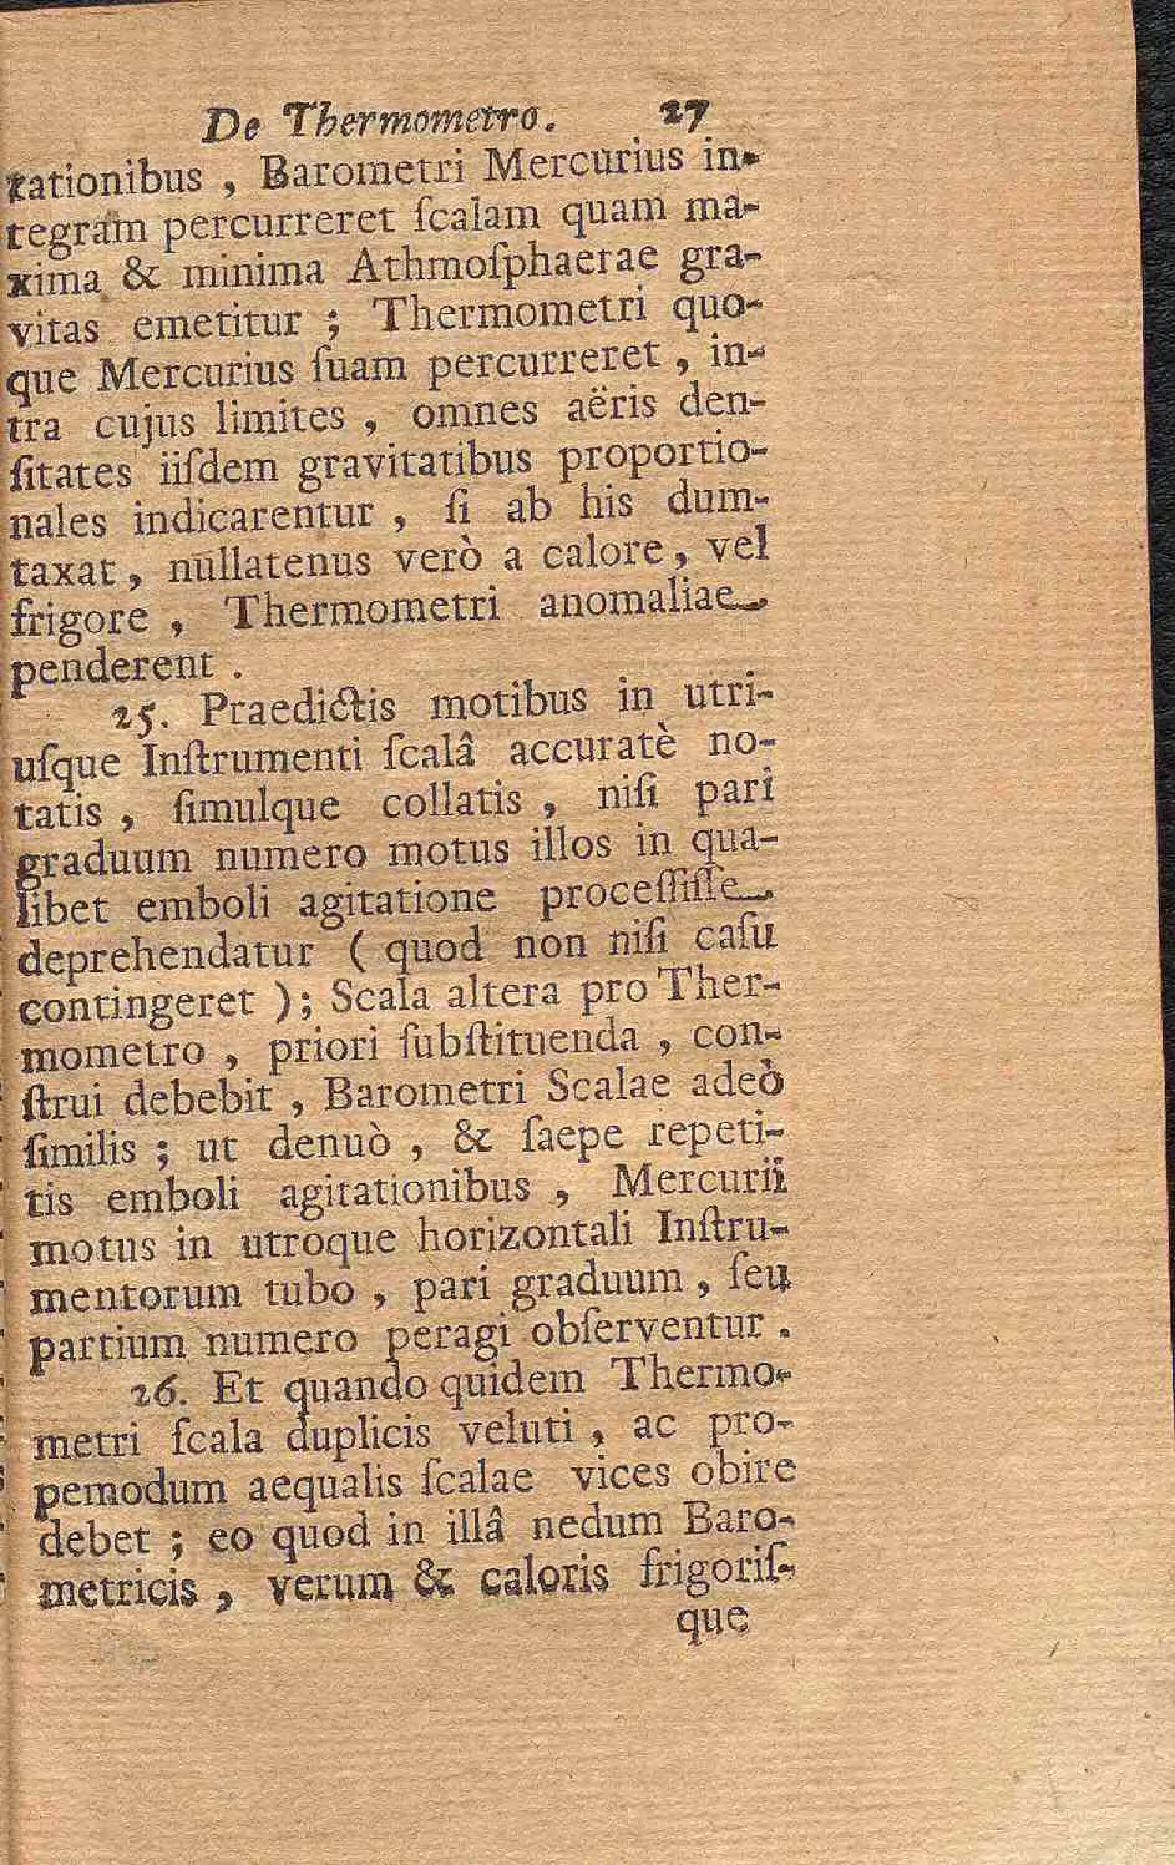 De Thermometro. 27
tationibus , Barometri Mercurius in-
tegram percurreret ſcalam quam ma-
xima & minima Athmoſphaerae gra-
vitas emetitur ; Thermometri quo-
que Mercurius ſuam percurreret , in-
tra cujus limites , omnes aëris den-
ſitates iiſdem gravitatibus proportio-
nales indicarentur , ſi ab his dum-
taxat , nullatenus verò a calore, vel
frigore , Thermometri anomaliae
penderent .
25. Praedictis motibus in utri-
uſque Inſtrumenti ſcalâ accuratè no-
tatis , ſimulque collatis , niſi pari
graduum numero motus illos in qua-
libet emboli agitatione proceſſiſſe
deprehendatur ( quod non niſi caſu
contingeret ); Scala altera pro Ther-
mometro , priori ſubſtituenda , con-
ſtrui debebit , Barometri Scalae adeò
ſimilis ; ut denuò , & ſaepe repeti-
tis emboli agitationibus , Mercurii
motus in utroque horizontali Inſtru-
mentorum tubo , pari graduum , ſeu
partium numero peragi obſerventur .
26. Et quando quidem Thermo-
metri ſcala duplicis veluti , ac pro-
pemodum aequalis ſcalae vices obire
debet ; eo quod in illâ nedum Baro-
metricis , verum & caloris frigoriſ-
que